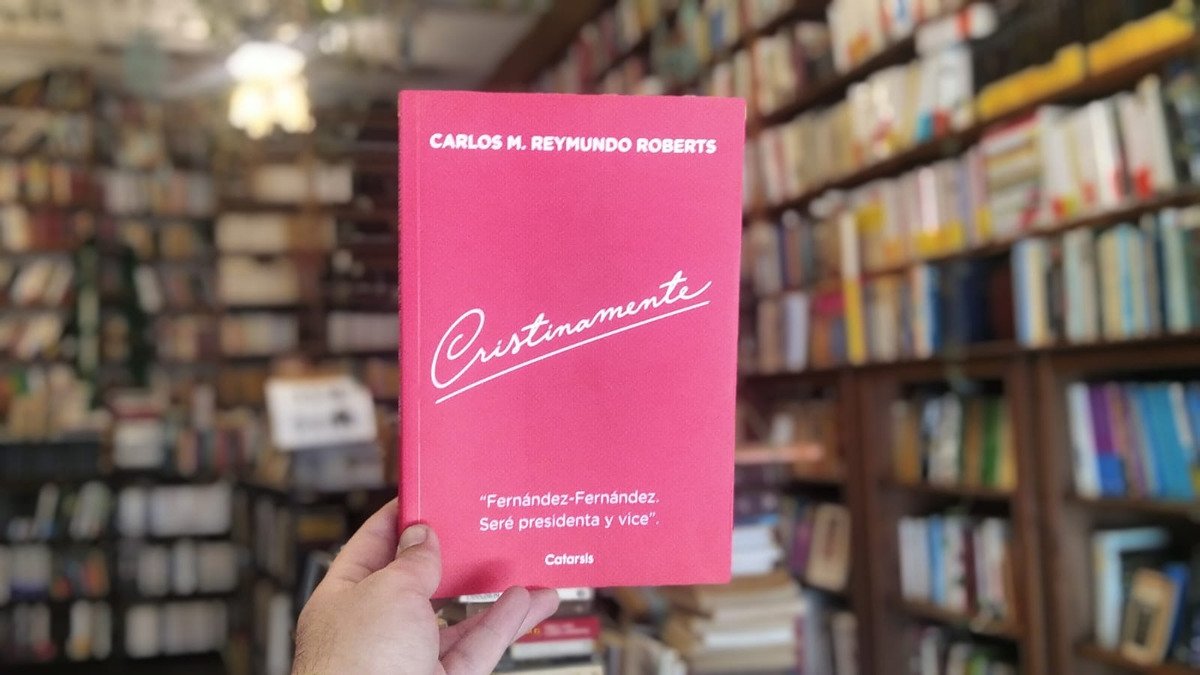 CARLOS M. REYMUNDO ROBERTS
Cristinamente
“Fernández-Fernández.
Seré presidenta y vice”.
Catarsis